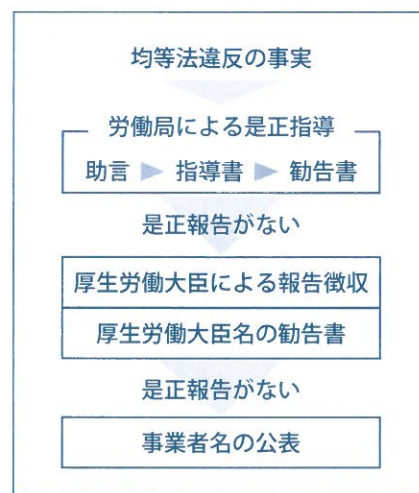 均等法違反の事実
労働局による是正指導
助言 ▶ 指導書 ▶ 勧告書
是正報告がない
厚生労働大臣による報告徴収
厚生労働大臣名の勧告書
是正報告がない
事業者名の公表